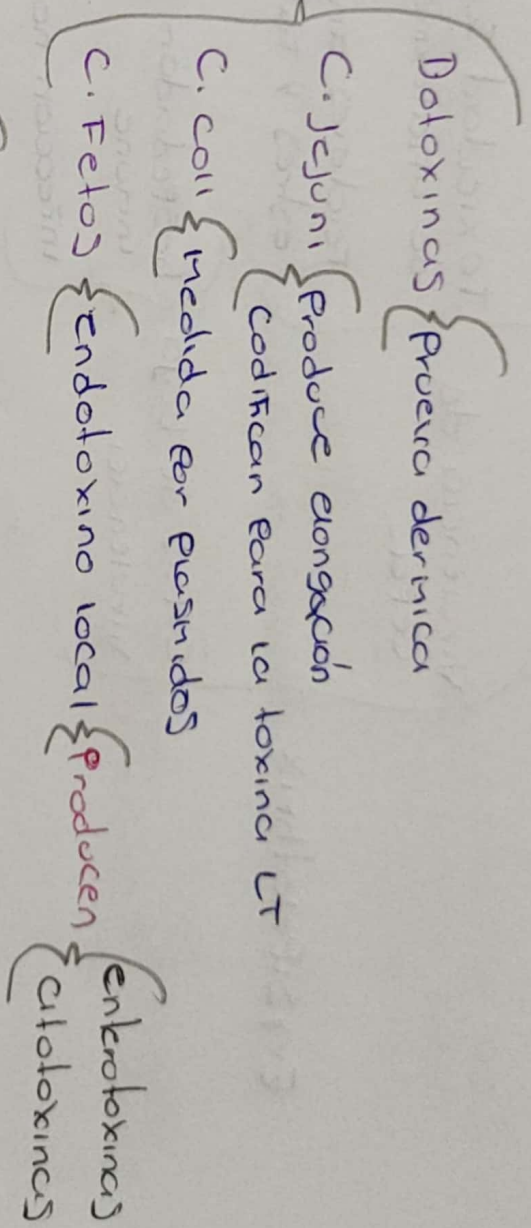 Dotoxinas { Prueva dermica
C. Jejuni { Produce elongación
codifican Para la toxina LT
C. coli { Medida por plasmidos
C. Fetos { Endotoxino local { Producen { enterotoxinas
citotoxinas